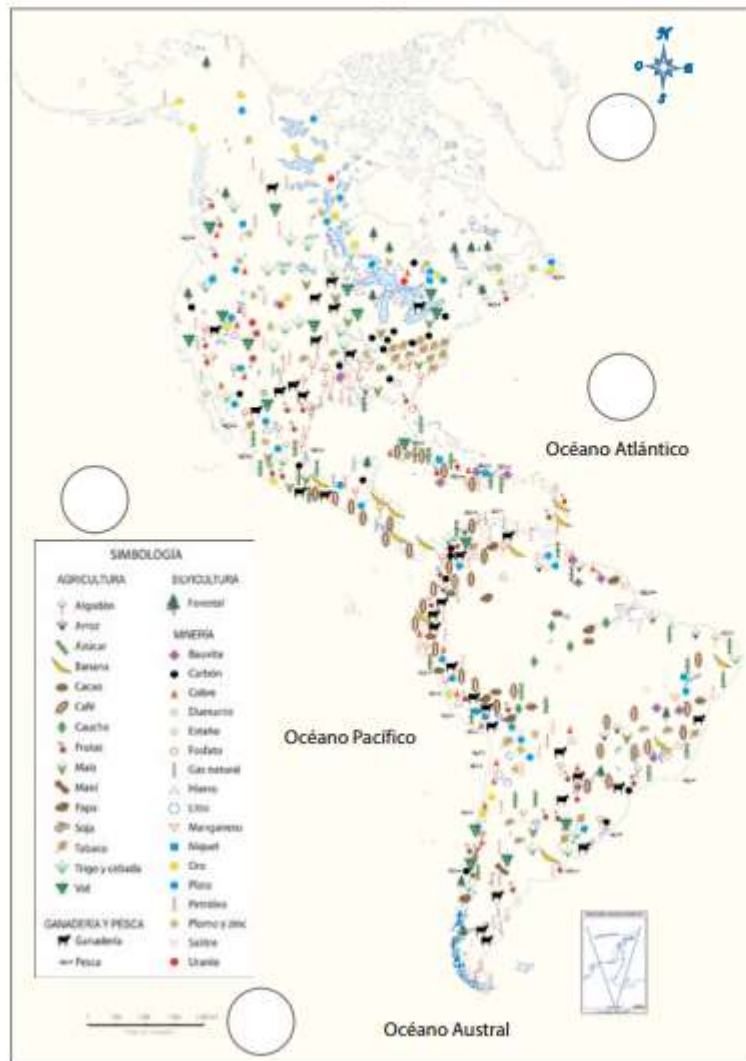 N
O
E
S
Océano Atlántico
SIMBOLOGÍA
AGRICULTURA
Algodón
Arroz
Azúcar
Banana
Cacao
Café
Caucho
Frutas
Maíz
Maní
Papa
Soja
Tabaco
Trigo y cebada
Vid
GANADERÍA Y PESCA
Ganadería
Pesca
SILVICULTURA
Forestal
MINERÍA
Bauxita
Carbón
Cobre
Diamante
Estaño
Fosfato
Gas natural
Hierro
Litio
Manganeso
Níquel
Oro
Plata
Petróleo
Plomo y zinc
Salitre
Uranio
Océano Pacífico
Océano Austral